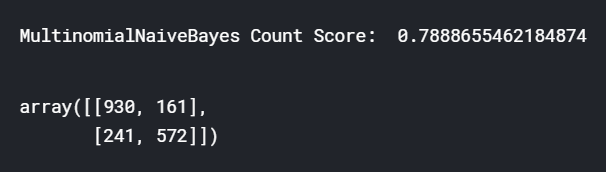 MultinomialNaiveBayes Count Score:  0.7888655462184874
array([[930, 161],
       [241, 572]])